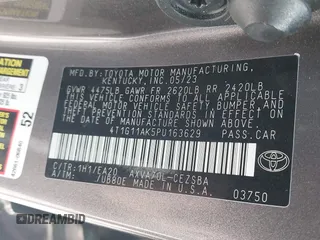 MFD. BY: TOYOTA MOTOR MANUFACTURING,
KENTUCKY, INC. 05/23
GVWR 4475LB GAWR FR 2620LB RR 2420LB
THIS VEHICLE CONFORMS TO ALL APPLICABLE
FEDERAL MOTOR VEHICLE SAFETY, BUMPER, AND
THEFT PREVENTION STANDARDS IN EFFECT ON
THE DATE OF MANUFACTURE SHOWN ABOVE.
4T1G11AK5PU163629 PASS.CAR
C/TR: 1H1/EA20 AXVA70L-CEZSBA
A/TM: /UB80E MADE IN U.S.A.
03750
TOYOTA
52
DREAMBID